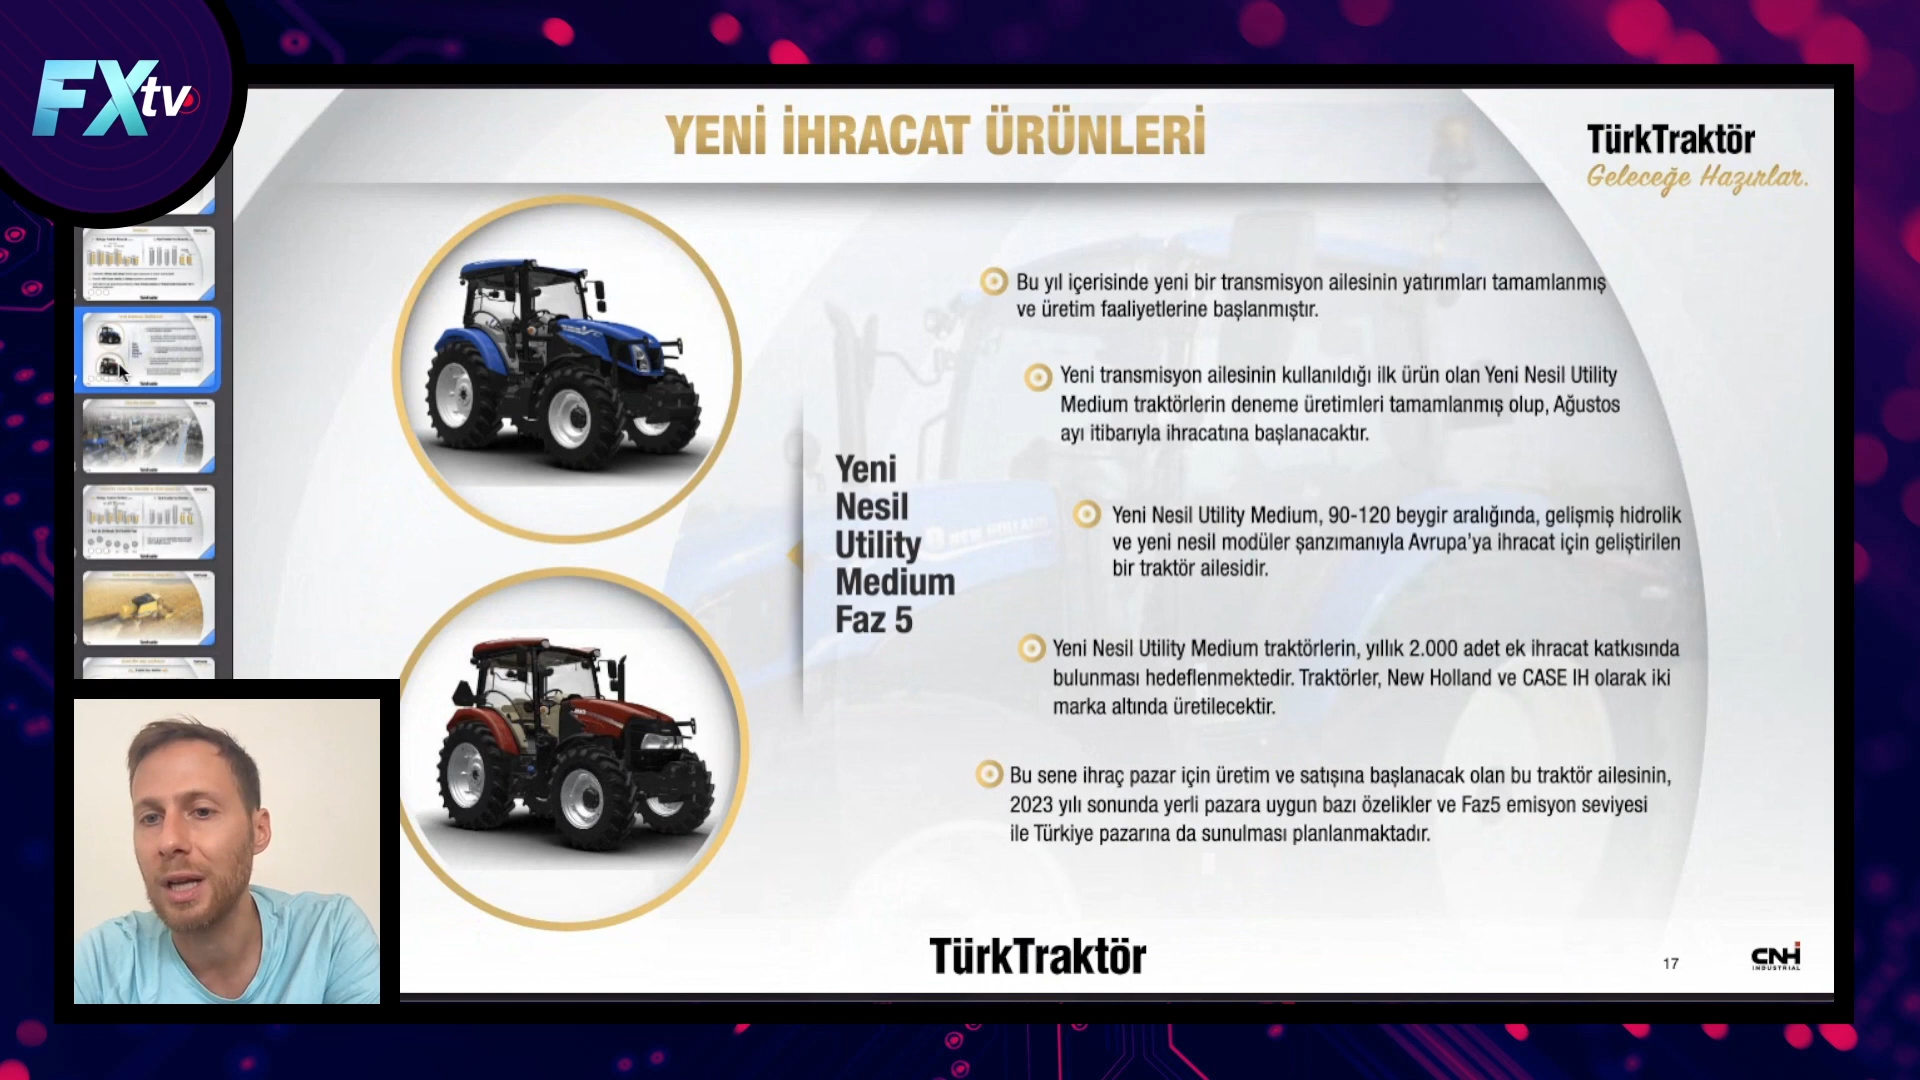 FXtv
YENİ İHRACAT ÜRÜNLERİ
TürkTraktör
Geleceğe Hazırlar.
Bu yıl içerisinde yeni bir transmisyon ailesinin yatırımları tamamlanmış
ve üretim faaliyetlerine başlanmıştır.
Yeni transmisyon ailesinin kullanıldığı ilk ürün olan Yeni Nesil Utility
Medium traktörlerin deneme üretimleri tamamlanmış olup, Ağustos
ayı itibarıyla ihracatına başlanacaktır.
Yeni
Nesil
Utility
Medium
Faz 5
Yeni Nesil Utility Medium, 90-120 beygir aralığında, gelişmiş hidrolik
ve yeni nesil modüler şanzımanıyla Avrupa'ya ihracat için geliştirilen
bir traktör ailesidir.
Yeni Nesil Utility Medium traktörlerin, yıllık 2.000 adet ek ihracat katkısında
bulunması hedeflenmektedir. Traktörler, New Holland ve CASE IH olarak iki
marka altında üretilecektir.
Bu sene ihraç pazar için üretim ve satışına başlanacak olan bu traktör ailesinin,
2023 yılı sonunda yerli pazara uygun bazı özelikler ve Faz5 emisyon seviyesi
ile Türkiye pazarına da sunulması planlanmaktadır.
NEW HOLLAND
TürkTraktör
17
CNH
INDUSTRIAL